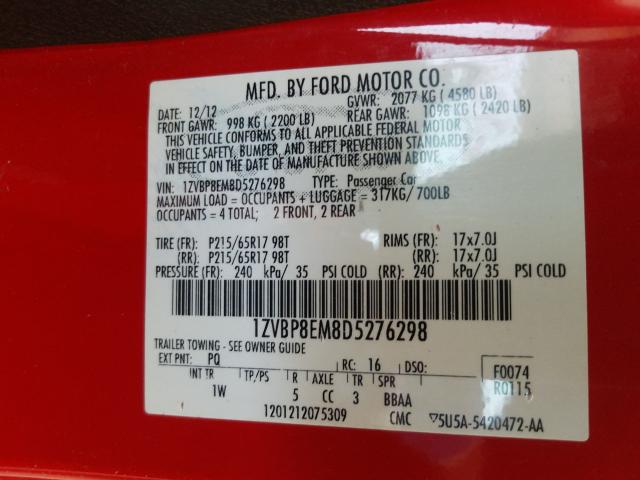 MFD. BY FORD MOTOR CO.
DATE: 12/12 GVWR: 2077 KG ( 4580 LB)
FRONT GAWR: 998 KG ( 2200 LB) REAR GAWR: 1098 KG ( 2420 LB)
THIS VEHICLE CONFORMS TO ALL APPLICABLE FEDERAL MOTOR
VEHICLE SAFETY, BUMPER, AND THEFT PREVENTION STANDARDS
IN EFFECT ON THE DATE OF MANUFACTURE SHOWN ABOVE.
VIN: 1ZVBP8EM8D5276298 TYPE: Passenger Car
MAXIMUM LOAD = OCCUPANTS + LUGGAGE = 317KG/ 700LB
OCCUPANTS = 4 TOTAL; 2 FRONT, 2 REAR
TIRE (FR): P215/65R17 98T RIMS (FR): 17x7.0J
(RR): P215/65R17 98T (RR): 17x7.0J
PRESSURE (FR): 240 kPa/ 35 PSI COLD (RR): 240 kPa/ 35 PSI COLD
1ZVBP8EM8D5276298
TRAILER TOWING - SEE OWNER GUIDE
EXT PNT: PQ RC: 16 DSO: F0074
INT TR TP/PS R AXLE TR SPR R0115
1W 5 CC 3 BBAA
1201212075309 CMC 5U5A-5420472-AA